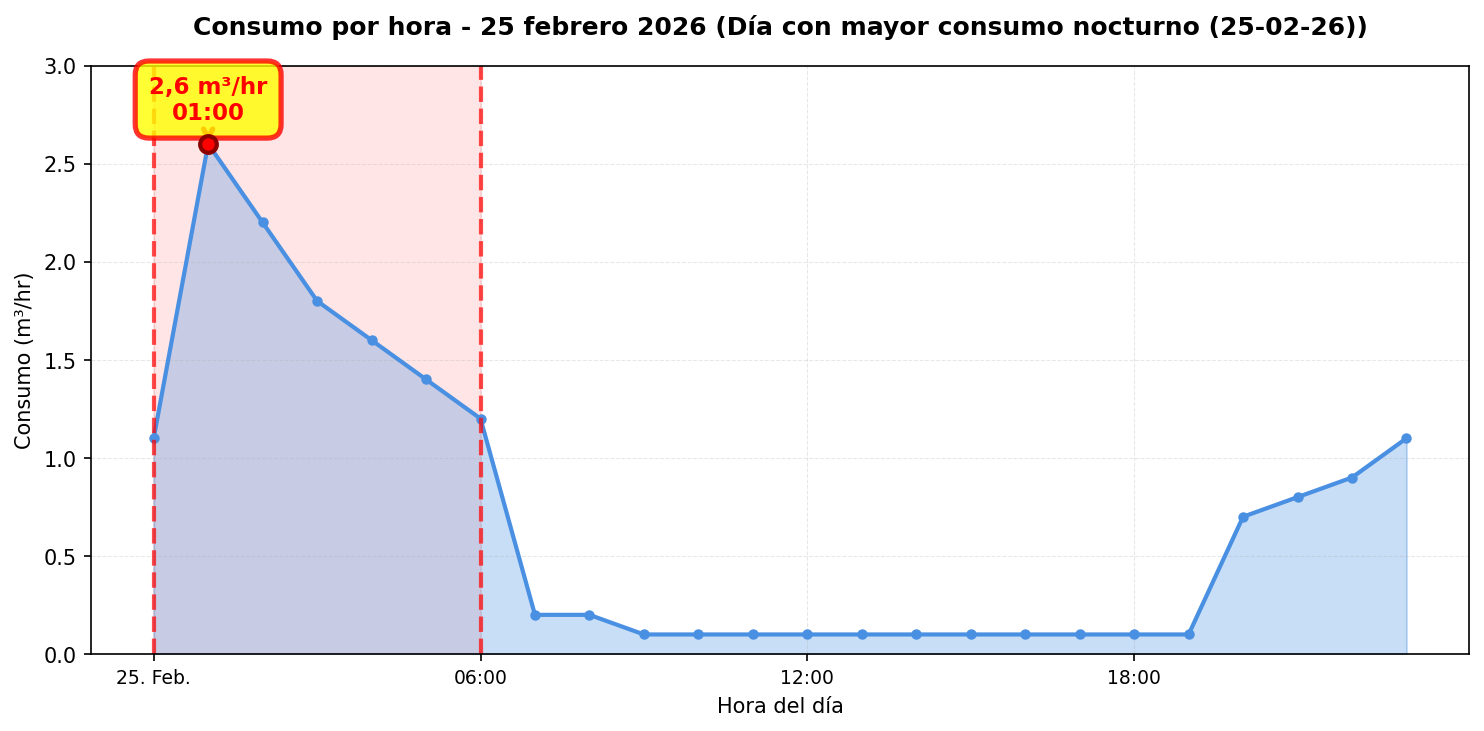 Consumo por hora - 25 febrero 2026 (Día con mayor consumo nocturno (25-02-26))
2,6 m³/hr
01:00
Consumo (m³/hr)
3.0
2.5
2.0
1.5
1.0
0.5
0.0
25. Feb.
06:00
12:00
18:00
Hora del día